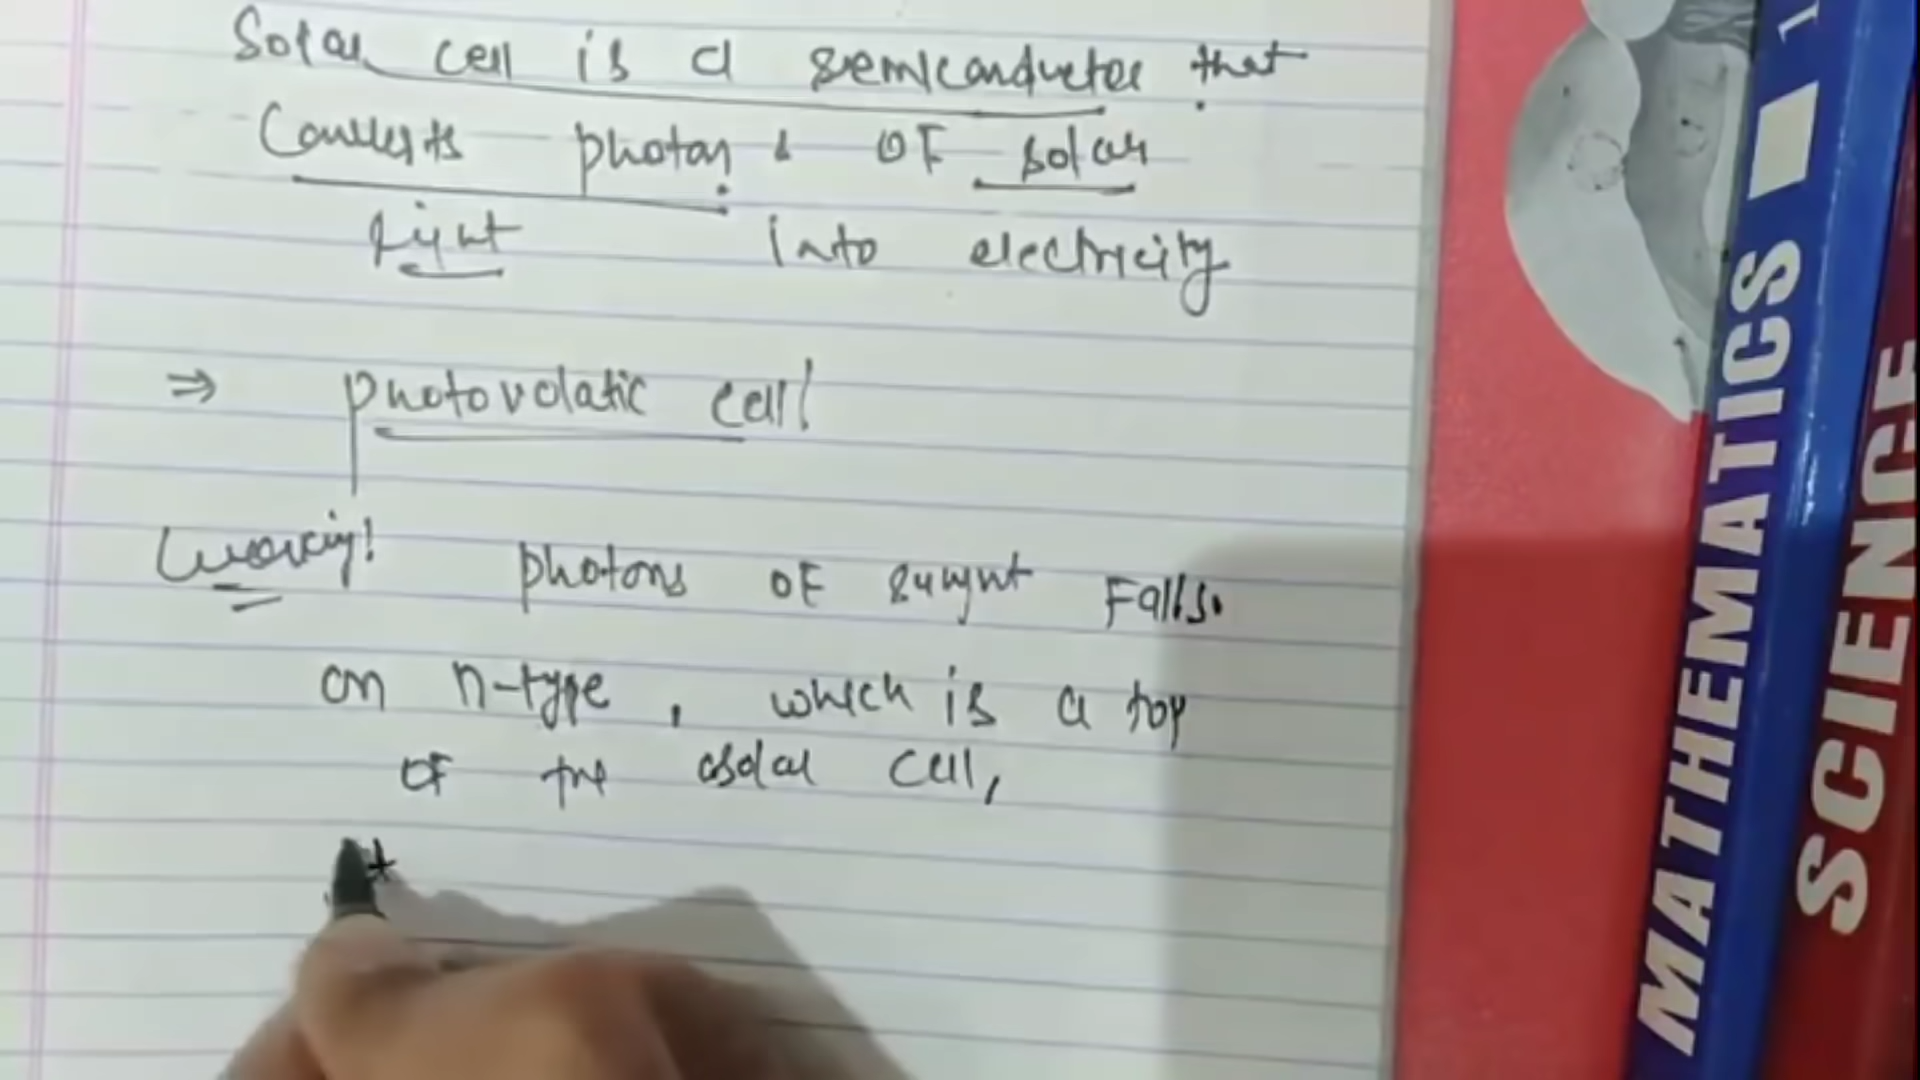 Solar cell is a semiconductor that
Converts photons of solar
light into electricity
⇒ photovolatic cell!
Working! photons of sunlight Falls.
on n-type, which is a top
of the solar cell,
MATHEMATICS
1
SCIENCE